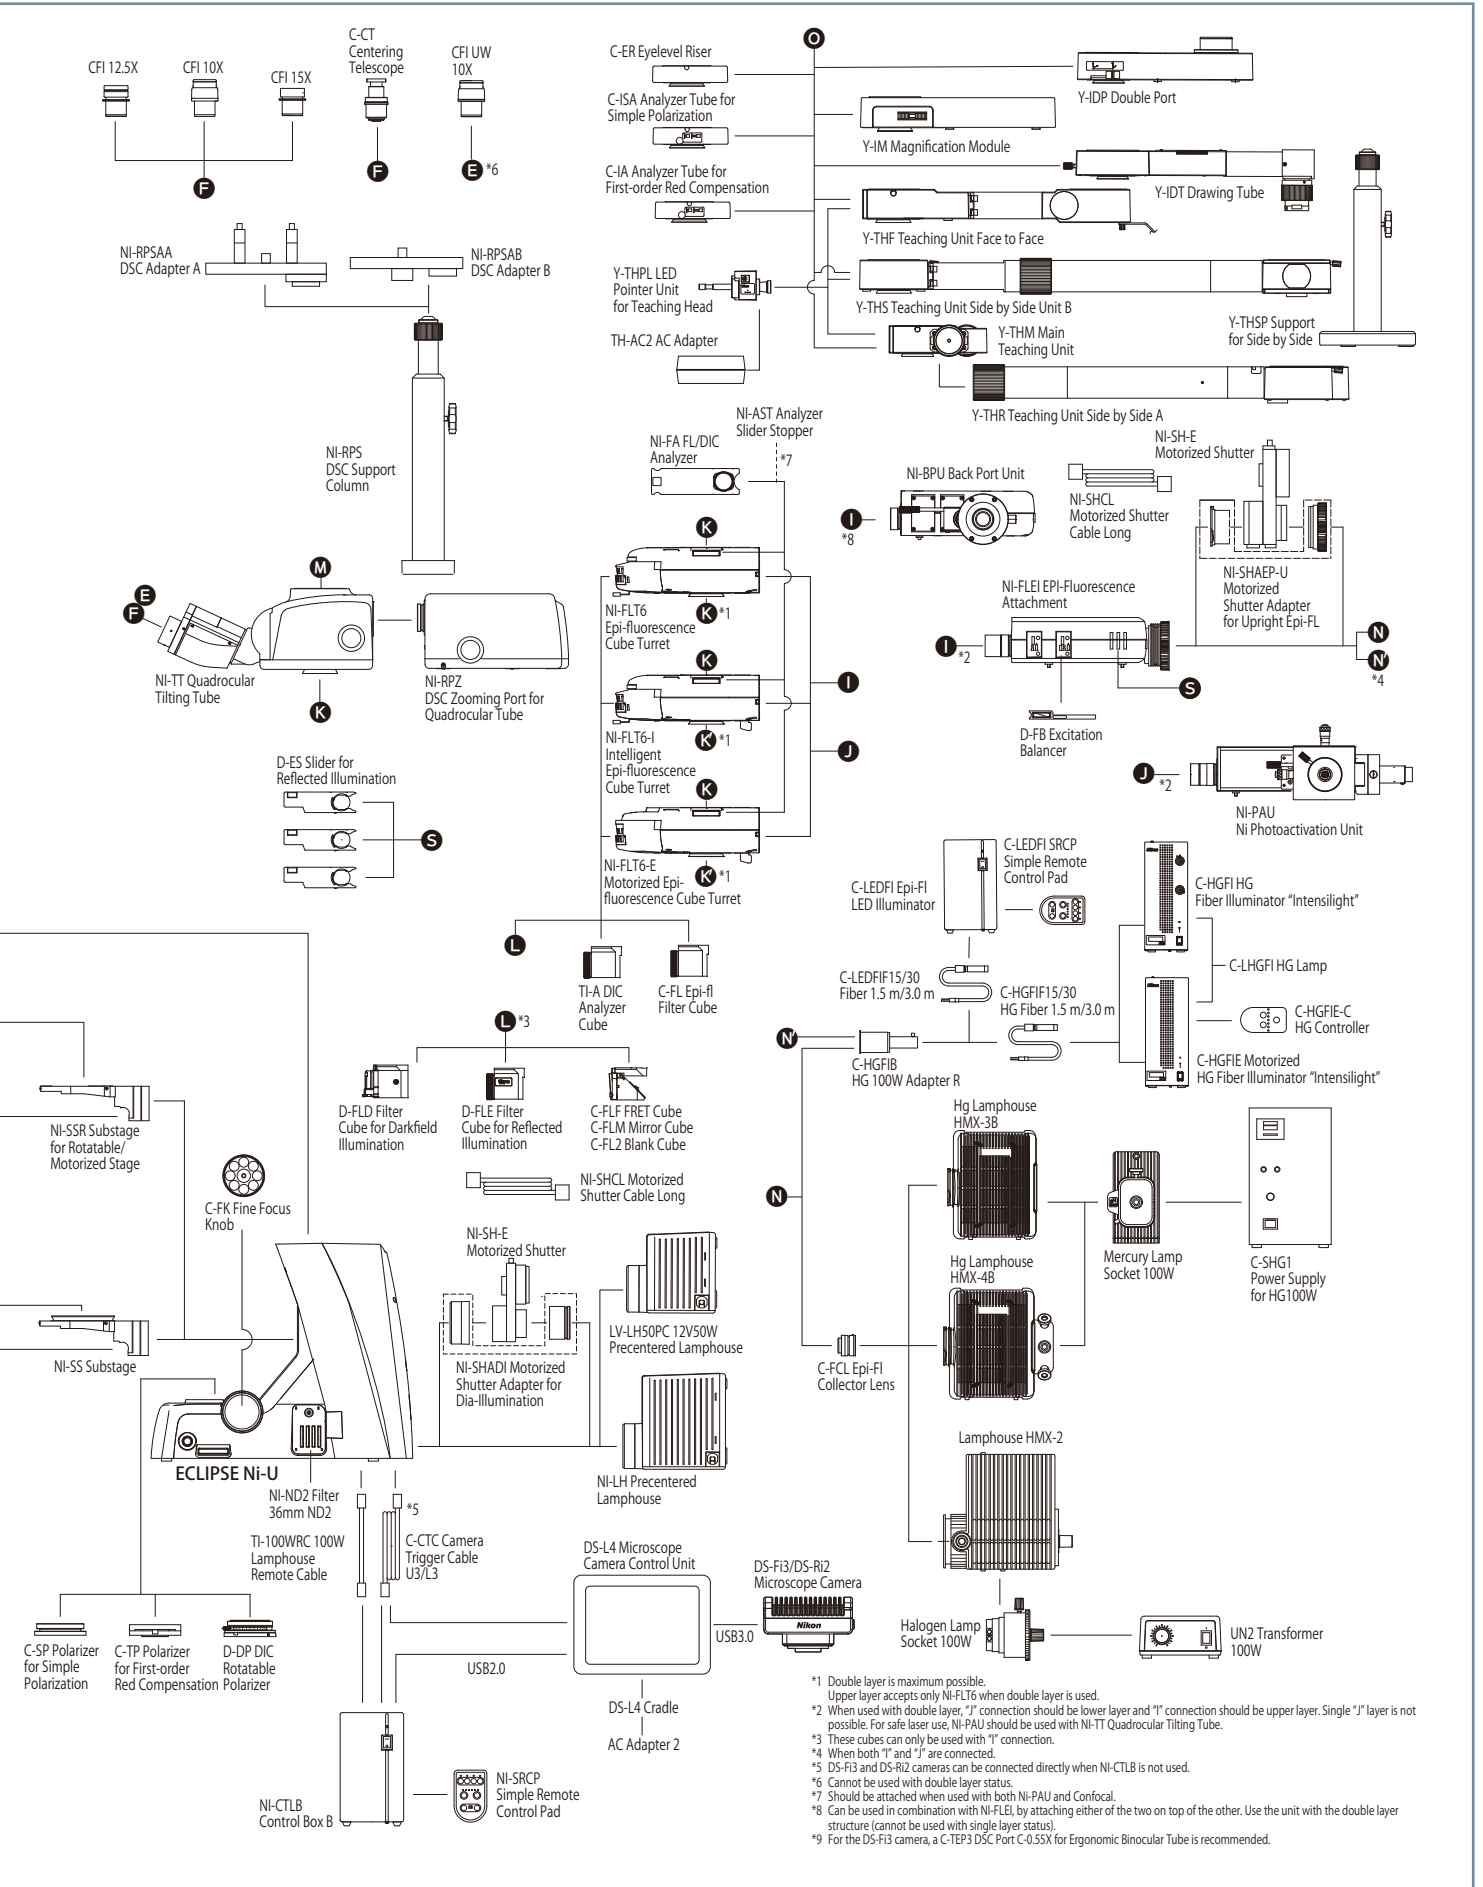 C-CT
Centering
Telescope
CFI 12.5X
CFI 10X
CFI 15X
CFI UW
10X
F
F
E *6
NI-RPSAA
DSC Adapter A
NI-RPSAB
DSC Adapter B
NI-RPS
DSC Support
Column
C-ER Eyelevel Riser
C-ISA Analyzer Tube for
Simple Polarization
C-IA Analyzer Tube for
First-order Red Compensation
Y-THPL LED
Pointer Unit
for Teaching Head
TH-AC2 AC Adapter
O
Y-IDP Double Port
Y-IM Magnification Module
Y-IDT Drawing Tube
Y-THF Teaching Unit Face to Face
Y-THS Teaching Unit Side by Side Unit B
Y-THM Main
Teaching Unit
Y-THSP Support
for Side by Side
Y-THR Teaching Unit Side by Side A
NI-AST Analyzer
Slider Stopper
*7
NI-FA FL/DIC
Analyzer
NI-BPU Back Port Unit
I
*8
NI-SH-E
Motorized Shutter
NI-SHCL
Motorized Shutter
Cable Long
NI-SHAEP-U
Motorized
Shutter Adapter
for Upright Epi-FL
M
E
F
NI-TT Quadrocular
Tilting Tube
K
NI-RPZ
DSC Zooming Port for
Quadrocular Tube
K
K *1
NI-FLT6
Epi-fluorescence
Cube Turret
K
K' *1
NI-FLT6-I
Intelligent
Epi-fluorescence
Cube Turret
K
K' *1
NI-FLT6-E
Motorized Epi-
fluorescence Cube Turret
I
J
NI-FLEI EPI-Fluorescence
Attachment
I *2
N
N'
*4
S
D-FB Excitation
Balancer
J *2
NI-PAU
Ni Photoactivation Unit
D-ES Slider for
Reflected Illumination
S
L
TI-A DIC
Analyzer
Cube
C-FL Epi-fl
Filter Cube
L *3
D-FLD Filter
Cube for Darkfield
Illumination
D-FLE Filter
Cube for Reflected
Illumination
C-FLF FRET Cube
C-FLM Mirror Cube
C-FL2 Blank Cube
C-LEDFI SRCP
Simple Remote
Control Pad
C-LEDFI Epi-Fl
LED Illuminator
C-HGFI HG
Fiber Illuminator “Intensilight”
C-LHGFI HG Lamp
C-LEDFIF15/30
Fiber 1.5 m/3.0 m
C-HGFIF15/30
HG Fiber 1.5 m/3.0 m
C-HGFIE-C
HG Controller
N'
C-HGFIB
HG 100W Adapter R
C-HGFIE Motorized
HG Fiber Illuminator “Intensilight”
NI-SSR Substage
for Rotatable/
Motorized Stage
C-FK Fine Focus
Knob
NI-SHCL Motorized
Shutter Cable Long
NI-SH-E
Motorized Shutter
NI-SHADI Motorized
Shutter Adapter for
Dia-Illumination
LV-LH50PC 12V50W
Precentered Lamphouse
NI-LH Precentered
Lamphouse
NI-SS Substage
ECLIPSE Ni-U
NI-ND2 Filter
36mm ND2
N
Hg Lamphouse
HMX-3B
Hg Lamphouse
HMX-4B
Mercury Lamp
Socket 100W
C-SHG1
Power Supply
for HG100W
C-FCL Epi-Fl
Collector Lens
Lamphouse HMX-2
Halogen Lamp
Socket 100W
UN2 Transformer
100W
TI-100WRC 100W
Lamphouse
Remote Cable
*5
C-CTC Camera
Trigger Cable
U3/L3
DS-L4 Microscope
Camera Control Unit
DS-Fi3/DS-Ri2
Microscope Camera
Nikon
USB3.0
USB2.0
DS-L4 Cradle
AC Adapter 2
C-SP Polarizer
for Simple
Polarization
C-TP Polarizer
for First-order
Red Compensation
D-DP DIC
Rotatable
Polarizer
NI-CTLB
Control Box B
NI-SRCP
Simple Remote
Control Pad
*1 Double layer is maximum possible.
Upper layer accepts only NI-FLT6 when double layer is used.
*2 When used with double layer, “J” connection should be lower layer and “I” connection should be upper layer. Single “J” layer is not
possible. For safe laser use, NI-PAU should be used with NI-TT Quadrocular Tilting Tube.
*3 These cubes can only be used with “I” connection.
*4 When both “I” and “J” are connected.
*5 DS-Fi3 and DS-Ri2 cameras can be connected directly when NI-CTLB is not used.
*6 Cannot be used with double layer status.
*7 Should be attached when used with both Ni-PAU and Confocal.
*8 Can be used in combination with NI-FLEI, by attaching either of the two on top of the other. Use the unit with the double layer
structure (cannot be used with single layer status).
*9 For the DS-Fi3 camera, a C-TEP3 DSC Port C-0.55X for Ergonomic Binocular Tube is recommended.